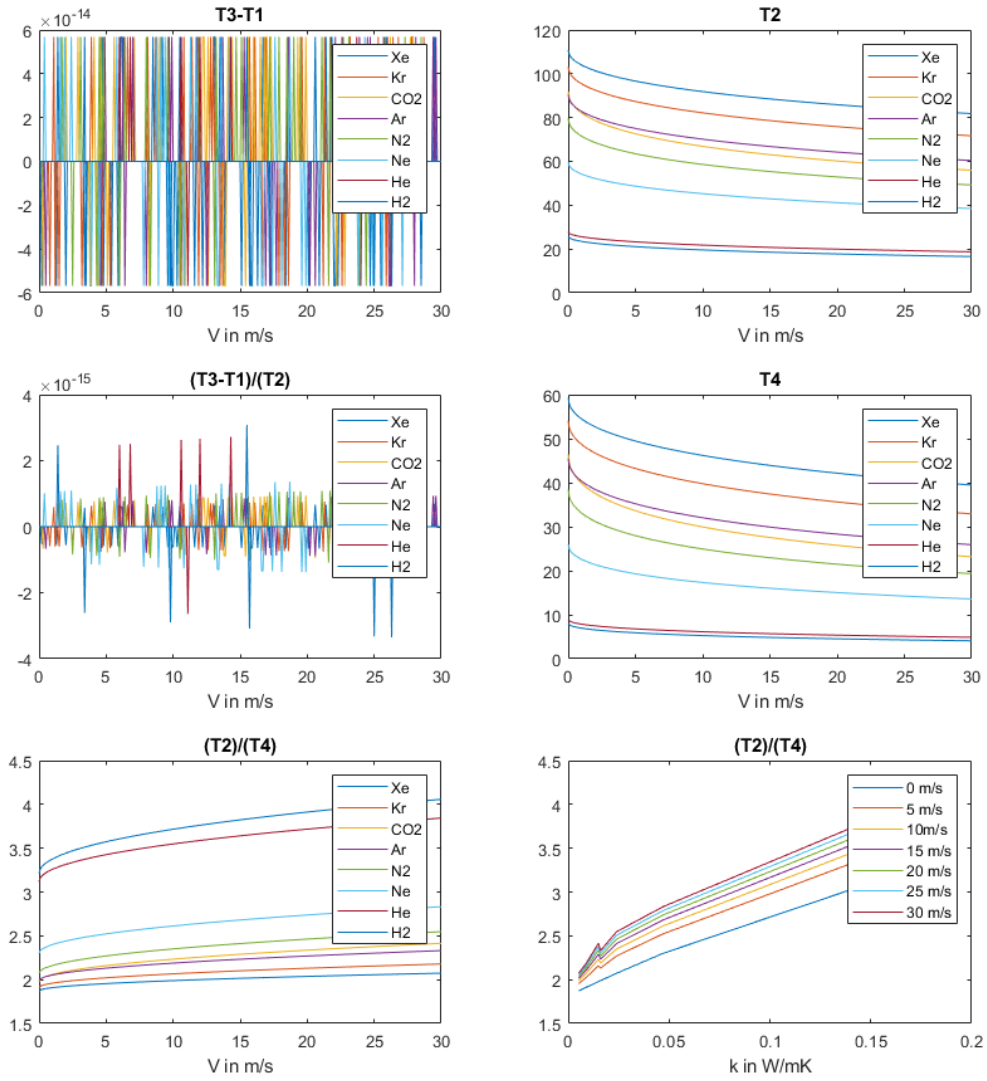 T3-T1
×10-14
6
4
2
0
-2
-4
-6
0 5 10 15 20 25 30
V in m/s
Xe
Kr
CO2
Ar
N2
Ne
He
H2
T2
120
100
80
60
40
20
0
0 5 10 15 20 25 30
V in m/s
Xe
Kr
CO2
Ar
N2
Ne
He
H2
(T3-T1)/(T2)
×10-15
4
2
0
-2
-4
0 5 10 15 20 25 30
V in m/s
Xe
Kr
CO2
Ar
N2
Ne
He
H2
T4
60
50
40
30
20
10
0
0 5 10 15 20 25 30
V in m/s
Xe
Kr
CO2
Ar
N2
Ne
He
H2
(T2)/(T4)
4.5
4
3.5
3
2.5
2
1.5
0 5 10 15 20 25 30
V in m/s
Xe
Kr
CO2
Ar
N2
Ne
He
H2
(T2)/(T4)
4.5
4
3.5
3
2.5
2
1.5
0 0.05 0.1 0.15 0.2
k in W/mK
0 m/s
5 m/s
10m/s
15 m/s
20 m/s
25 m/s
30 m/s